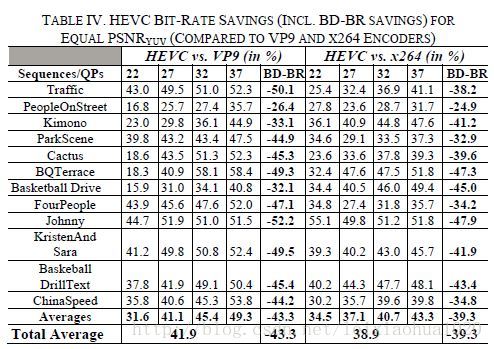 TABLE IV. HEVC BIT-RATE SAVINGS (INCL. BD-BR SAVINGS) FOR
EQUAL PSNRYUV (COMPARED TO VP9 AND X264 ENCODERS)
HEVC vs. VP9 (in %) HEVC vs. x264 (in %)
Sequences/QPs 22 27 32 37 BD-BR 22 27 32 37 BD-BR
Traffic 43.0 49.5 51.0 52.3 -50.1 25.4 32.4 36.9 41.1 -38.2
PeopleOnStreet 16.8 25.7 27.4 35.7 -26.4 27.8 23.6 28.7 31.7 -24.9
Kimono 23.0 29.8 36.1 44.9 -33.1 36.1 40.9 44.8 47.6 -41.2
ParkScene 39.8 43.2 43.4 47.5 -44.9 34.6 29.1 33.5 37.3 -32.9
Cactus 18.6 43.5 51.3 52.3 -45.3 23.6 33.6 37.8 39.3 -39.6
BQTerrace 18.3 40.9 58.1 58.4 -49.3 32.4 47.6 47.5 51.8 -47.3
Basketball Drive 15.9 31.0 34.1 40.8 -32.1 34.4 40.5 46.0 49.4 -45.0
FourPeople 43.9 45.6 47.6 52.0 -47.1 34.8 27.4 31.8 35.7 -34.2
Johnny 44.7 51.9 51.0 51.5 -52.2 55.1 49.8 51.2 51.8 -47.9
KristenAnd
Sara 41.2 49.8 50.8 52.4 -49.5 39.3 40.2 43.0 45.7 -41.9
Baskeball
DrillText 37.8 41.9 49.1 50.4 -45.4 40.2 44.3 47.7 48.1 -43.4
ChinaSpeed 35.8 40.6 45.3 53.8 -44.2 30.2 35.7 39.6 39.8 -34.8
Averages 31.6 41.1 45.4 49.3 -43.3 34.5 37.1 40.7 43.3 -39.3
Total Average 41.9 -43.3 38.9 -39.3